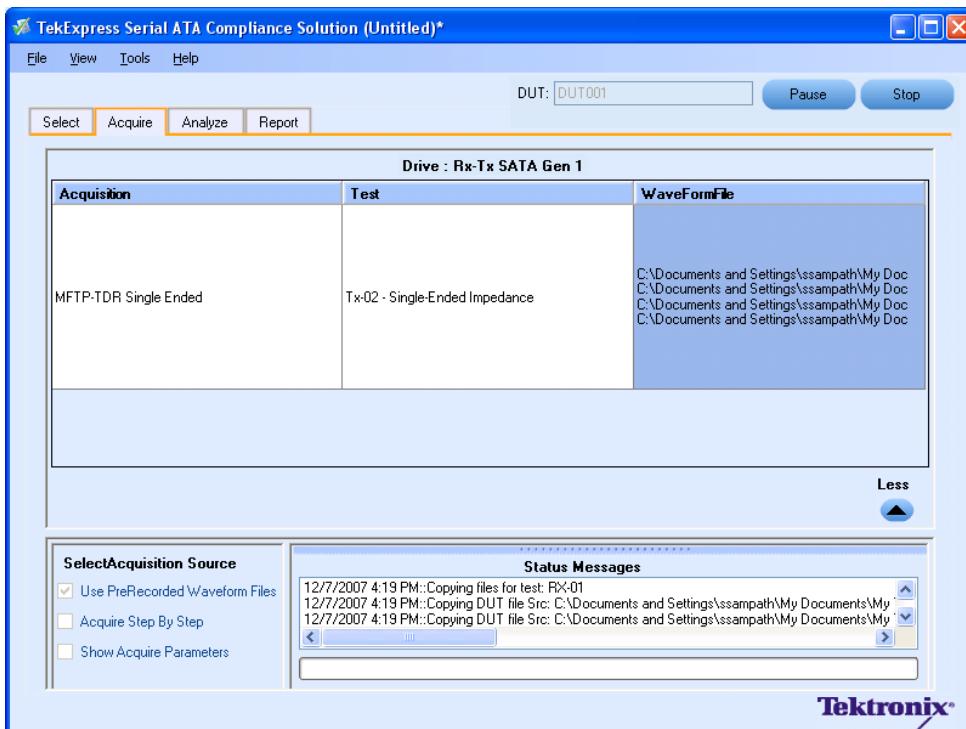 TekExpress Serial ATA Compliance Solution (Untitled)*
File View Tools Help
DUT: DUT001 Pause Stop
Select Acquire Analyze Report
Drive : Rx-Tx SATA Gen 1
Acquisition Test WaveFormFile
MFTP-TDR Single Ended Tx-02 - Single-Ended Impedance
C:\Documents and Settings\ssampath\My Doc
C:\Documents and Settings\ssampath\My Doc
C:\Documents and Settings\ssampath\My Doc
C:\Documents and Settings\ssampath\My Doc
Less
SelectAcquisition Source
Use PreRecorded Waveform Files
Acquire Step By Step
Show Acquire Parameters
Status Messages
12/7/2007 4:19 PM::Copying files for test: RX-01
12/7/2007 4:19 PM::Copying DUT file Src: C:\Documents and Settings\ssampath\My Documents\My
12/7/2007 4:19 PM::Copying DUT file Src: C:\Documents and Settings\ssampath\My Documents\My
Tektronix